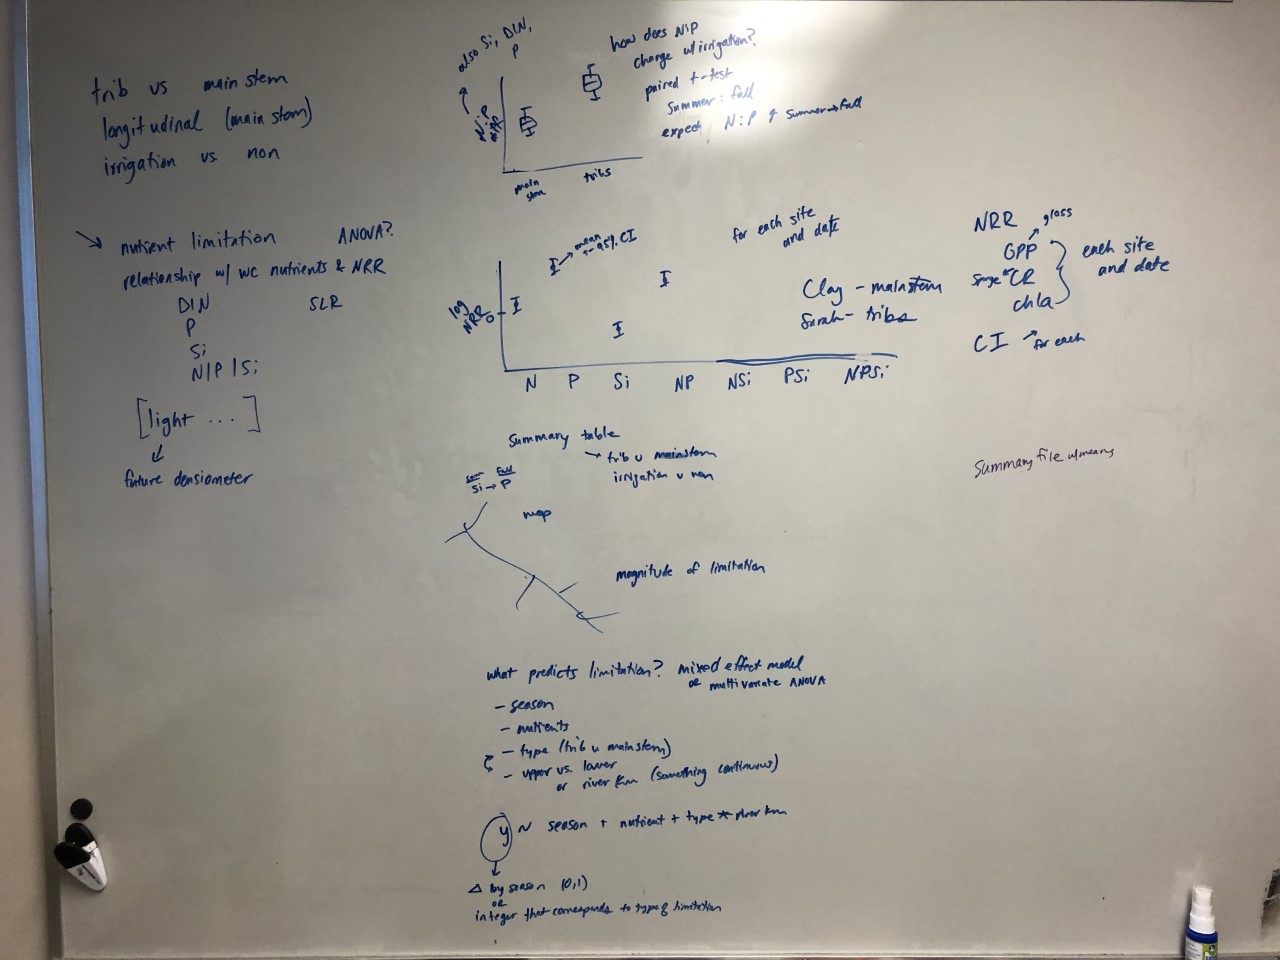 trib vs main stem
longitudinal (main stem)
irrigation vs non
nutrient limitation ANOVA?
relationship w/ wc nutrients & NRR
DIN SLR
P
Si
N|P|Si
[light ...]
future densiometer
also Si, DIN,
P
N:P
main
stem
tribs
how does N|P
change w/ irrigation?
paired t-test
Summer : fall
expect N:P ↑ Summer→fall
log
NRR
0
mean
+- 95% CI
for each site
and date
N P Si NP NSi PSi NPSi
Clay - mainstem
Sarah - tribs
NRR
GPP → glass
CR
chla
each site
and date
CI → for each
Summary table
→ trib v mainstem
irrigation v non
sum fall
Si → P
map
magnitude of limitation
Summary file w/means
what predicts limitation? mixed effect model
or multivariate ANOVA
- season
- nutrients
- type (trib v mainstem)
- upper vs. lower
or river km (something continuous)
y ~ season + nutrient + type * river km
Δ by season (0,1)
OR
integer that corresponds to type of limitation